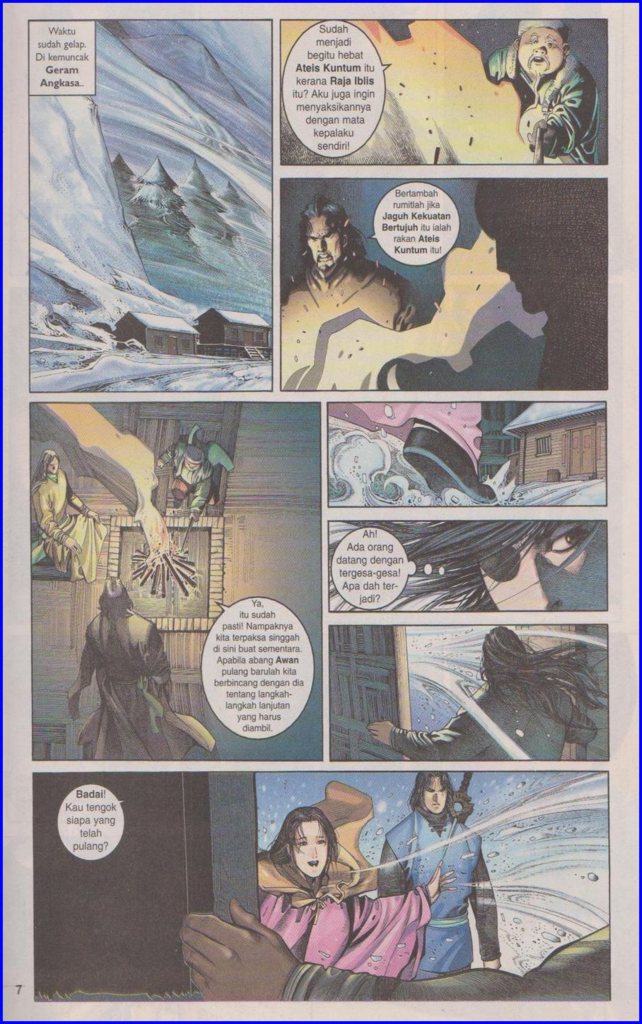 Waktu
sudah gelap.
Di kemuncak
Geram
Angkasa..
Sudah
menjadi
begitu hebat
Ateis Kuntum itu
kerana Raja Iblis
itu? Aku juga ingin
menyaksikannya
dengan mata
kepalaku
sendiri!
Bertambah
rumitlah jika
Jaguh Kekuatan
Bertujuh itu ialah
rakan Ateis
Kuntum itu!
Ya,
itu sudah
pasti! Nampaknya
kita terpaksa singgah
di sini buat sementara.
Apabila abang Awan
pulang barulah kita
berbincang dengan dia
tentang langkah-
langkah lanjutan
yang harus
diambil.
Ah!
Ada orang
datang dengan
tergesa-gesa!
Apa dah ter-
jadi?
Badai!
Kau tengok
siapa yang
telah
pulang?
7